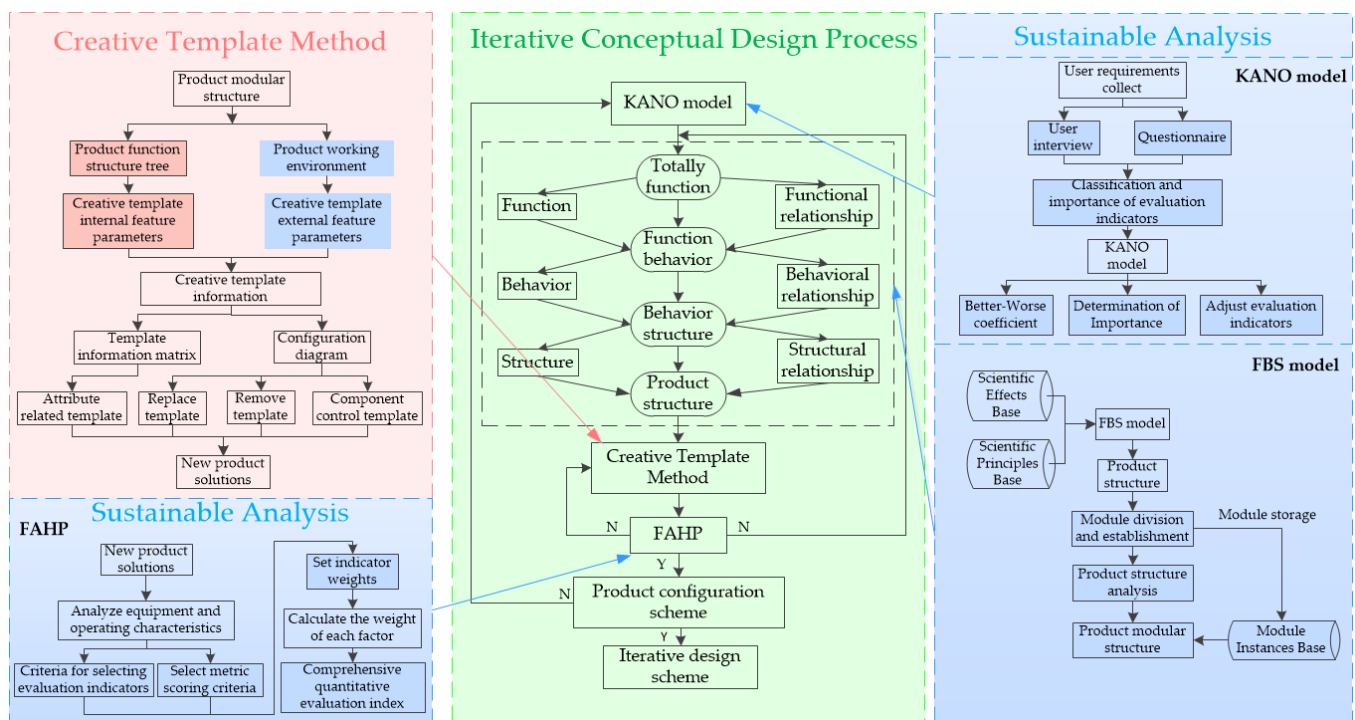 Creative Template Method
Product modular
structure
Product function
structure tree
Product working
environment
Creative template
internal feature
parameters
Creative template
external feature
parameters
Creative template
information
Template
information matrix
Configuration
diagram
Attribute
related template
Replace
template
Remove
template
Component
control template
New product
solutions
Sustainable Analysis
FAHP
New product
solutions
Analyze equipment and
operating characteristics
Criteria for selecting
evaluation indicators
Select metric
scoring criteria
Set indicator
weights
Calculate the weight
of each factor
Comprehensive
quantitative
evaluation index
Iterative Conceptual Design Process
KANO model
Totally
function
Function
Functional
relationship
Function
behavior
Behavior
Behavioral
relationship
Behavior
structure
Structure
Structural
relationship
Product
structure
Creative Template
Method
N
FAHP
N
Y
N
Product configuration
scheme
Y
Iterative design
scheme
Sustainable Analysis
KANO model
User requirements
collect
User
interview
Questionnaire
Classification and
importance of evaluation
indicators
KANO
model
Better-Worse
coefficient
Determination of
Importance
Adjust evaluation
indicators
FBS model
Scientific
Effects
Base
Scientific
Principles
Base
FBS model
Product
structure
Module division
and establishment
Module storage
Product structure
analysis
Product modular
structure
Module
Instances Base